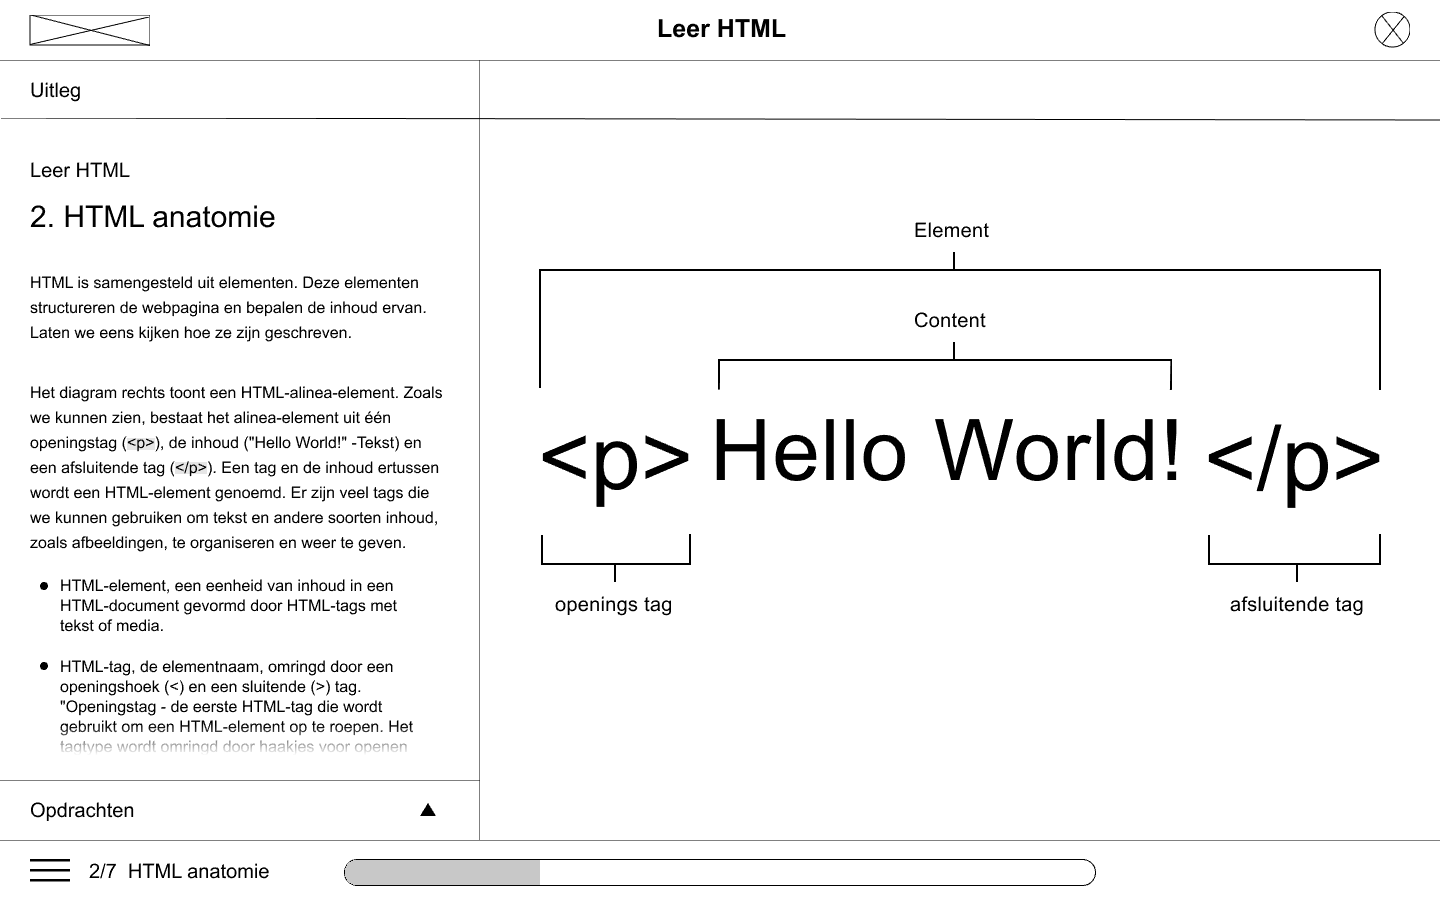 Leer HTML
Uitleg
Leer HTML
2. HTML anatomie
HTML is samengesteld uit elementen. Deze elementen
structureren de webpagina en bepalen de inhoud ervan.
Laten we eens kijken hoe ze zijn geschreven.
Het diagram rechts toont een HTML-alinea-element. Zoals
we kunnen zien, bestaat het alinea-element uit één
openingstag (<p>), de inhoud ("Hello World!" -Tekst) en
een afsluitende tag (</p>). Een tag en de inhoud ertussen
wordt een HTML-element genoemd. Er zijn veel tags die
we kunnen gebruiken om tekst en andere soorten inhoud,
zoals afbeeldingen, te organiseren en weer te geven.
HTML-element, een eenheid van inhoud in een
HTML-document gevormd door HTML-tags met
tekst of media.
HTML-tag, de elementnaam, omringd door een
openingshoek (<) en een sluitende (>) tag.
"Openingstag - de eerste HTML-tag die wordt
gebruikt om een HTML-element op te roepen. Het
tagtype wordt omringd door haakjes voor openen
Opdrachten
Element
Content
<p> Hello World! </p>
openings tag
afsluitende tag
2/7 HTML anatomie